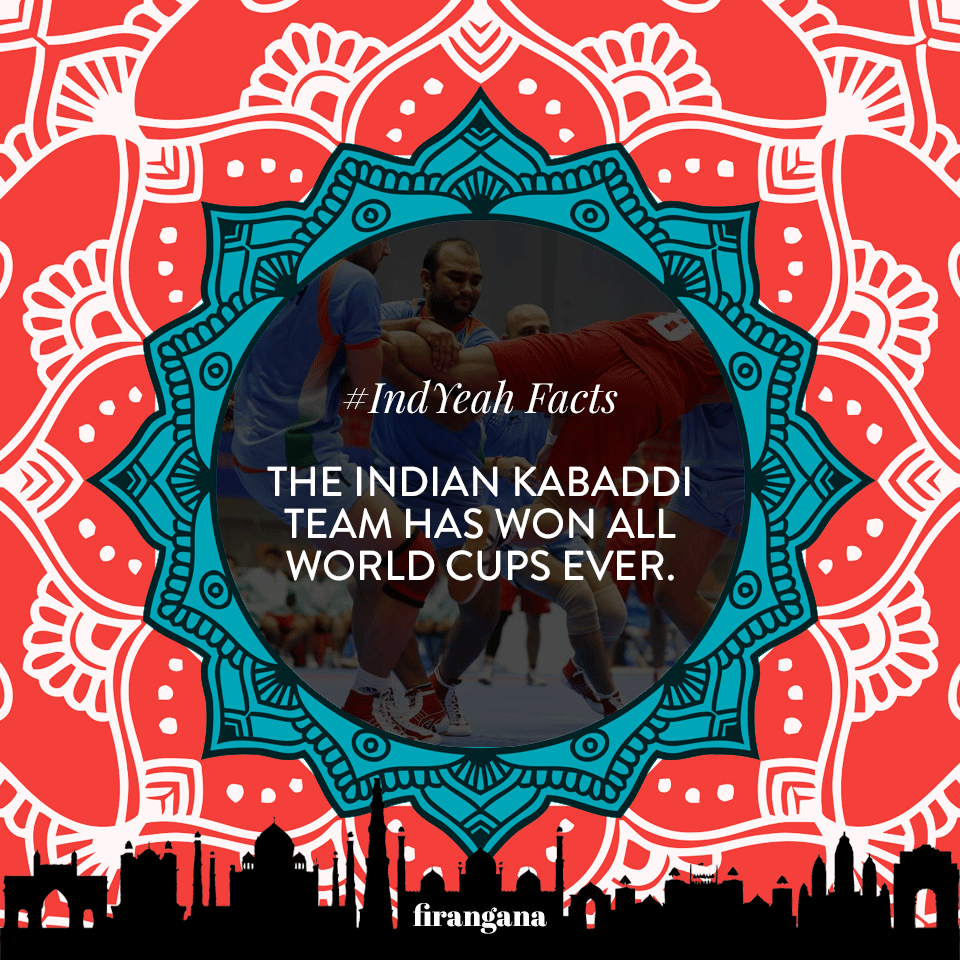 #IndYeah Facts
THE INDIAN KABADDI
TEAM HAS WON ALL
WORLD CUPS EVER.
firangana